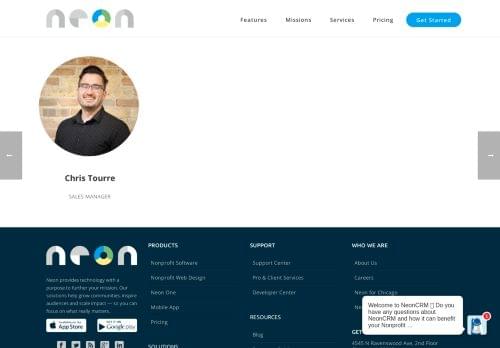 neon
Features
Missions
Services
Pricing
Get Started
←
→
Chris Tourre
SALES MANAGER
neon
Neon provides technology with a
purpose to further your mission. Our
solutions help grow communities, inspire
audiences and scale impact — so you can
focus on what really matters.
App Store
Google play
PRODUCTS
Nonprofit Software
Nonprofit Web Design
Neon One
Mobile App
Pricing
SOLUTIONS
SUPPORT
Support Center
Pro & Client Services
Developer Center
RESOURCES
Blog
WHO WE ARE
About Us
Careers
Neon for Chicago
Ne
GET
4545 N Ravenswood Ave, 2nd Floor
Welcome to NeonCRM Do you
have any questions about
NeonCRM and how it can benefit
your Nonprofit ...
1